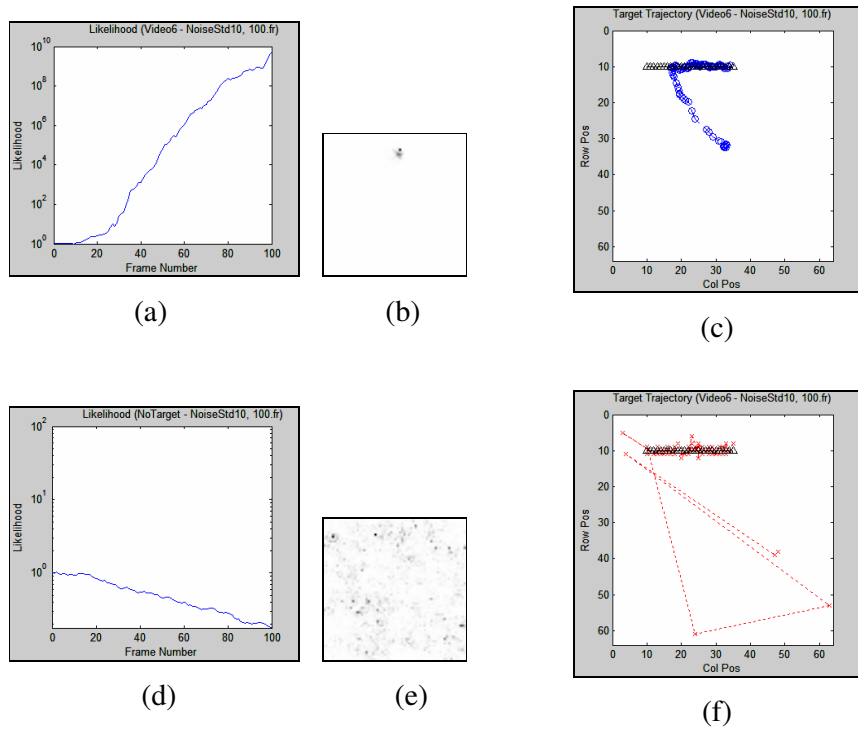 Likelihood (Video6 - NoiseStd10, 100.fr)
10^10
10^8
10^6
10^4
10^2
10^0
Likelihood
0 20 40 60 80 100
Frame Number
(a)
(b)
Target Trajectory (Video6 - NoiseStd10, 100.fr)
0
10
20
30
40
50
60
Row Pos
0 10 20 30 40 50 60
Col Pos
(c)
Likelihood (NoTarget - NoiseStd10, 100.fr)
10^2
10^1
10^0
Likelihood
0 20 40 60 80 100
Frame Number
(d)
(e)
Target Trajectory (Video6 - NoiseStd10, 100.fr)
0
10
20
30
40
50
60
Row Pos
0 10 20 30 40 50 60
Col Pos
(f)